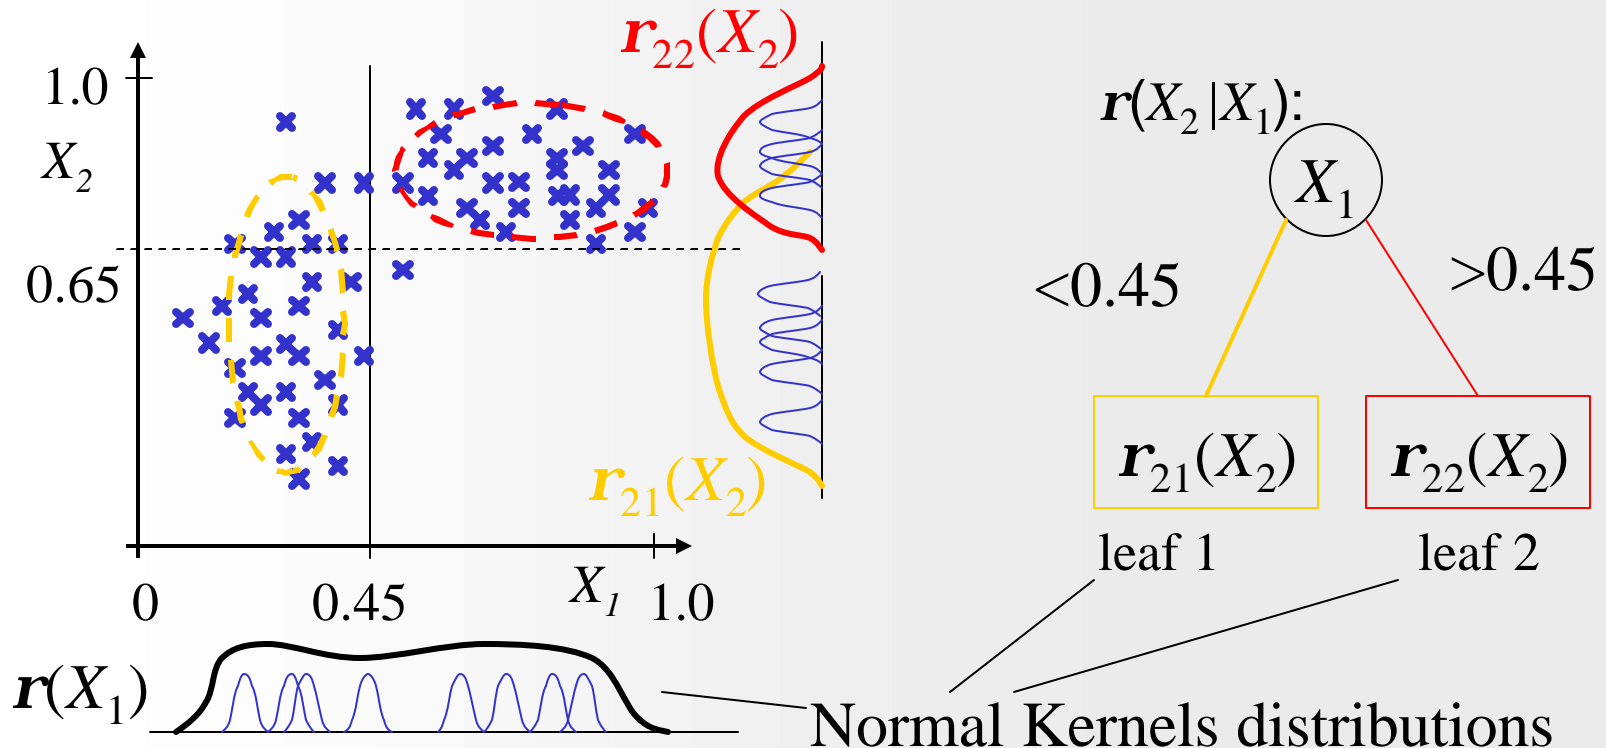 r22(X2)
1.0
X2
0.65
r21(X2)
0
0.45
X1
1.0
r(X1)
r(X2|X1):
X1
<0.45
>0.45
r21(X2)
r22(X2)
leaf 1
leaf 2
Normal Kernels distributions